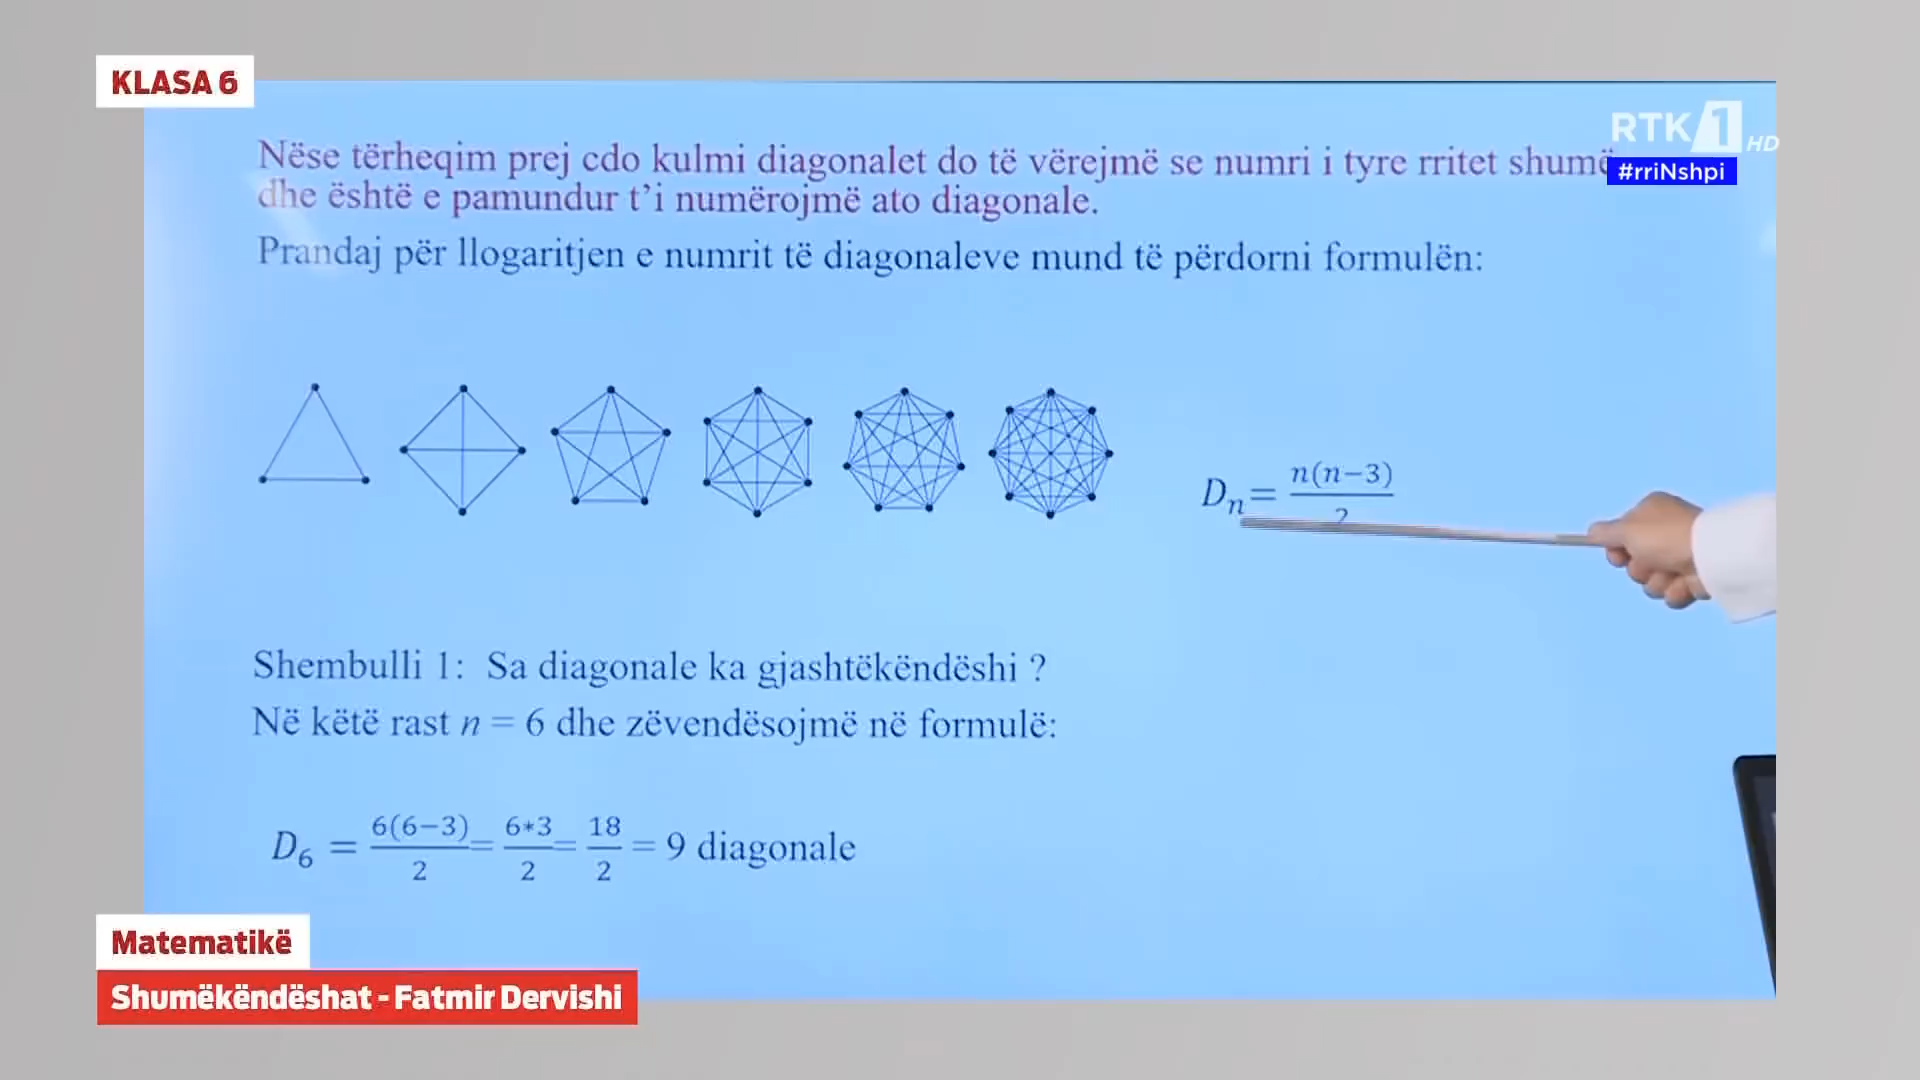 KLASA 6
RTK 1 HD
#rriNshpi
Nëse tërheqim prej cdo kulmi diagonalet do të vërejmë se numri i tyre rritet shumë
dhe është e pamundur t’i numërojmë ato diagonale.
Prandaj për llogaritjen e numrit të diagonaleve mund të përdorni formulën:
Dₙ= n(n−3)/2
Shembulli 1: Sa diagonale ka gjashtëkëndëshi ?
Në këtë rast n = 6 dhe zëvendësojmë në formulë:
D₆ = 6(6−3)/2 = 6*3/2 = 18/2 = 9 diagonale
Matematikë
Shumëkëndëshat - Fatmir Dervishi